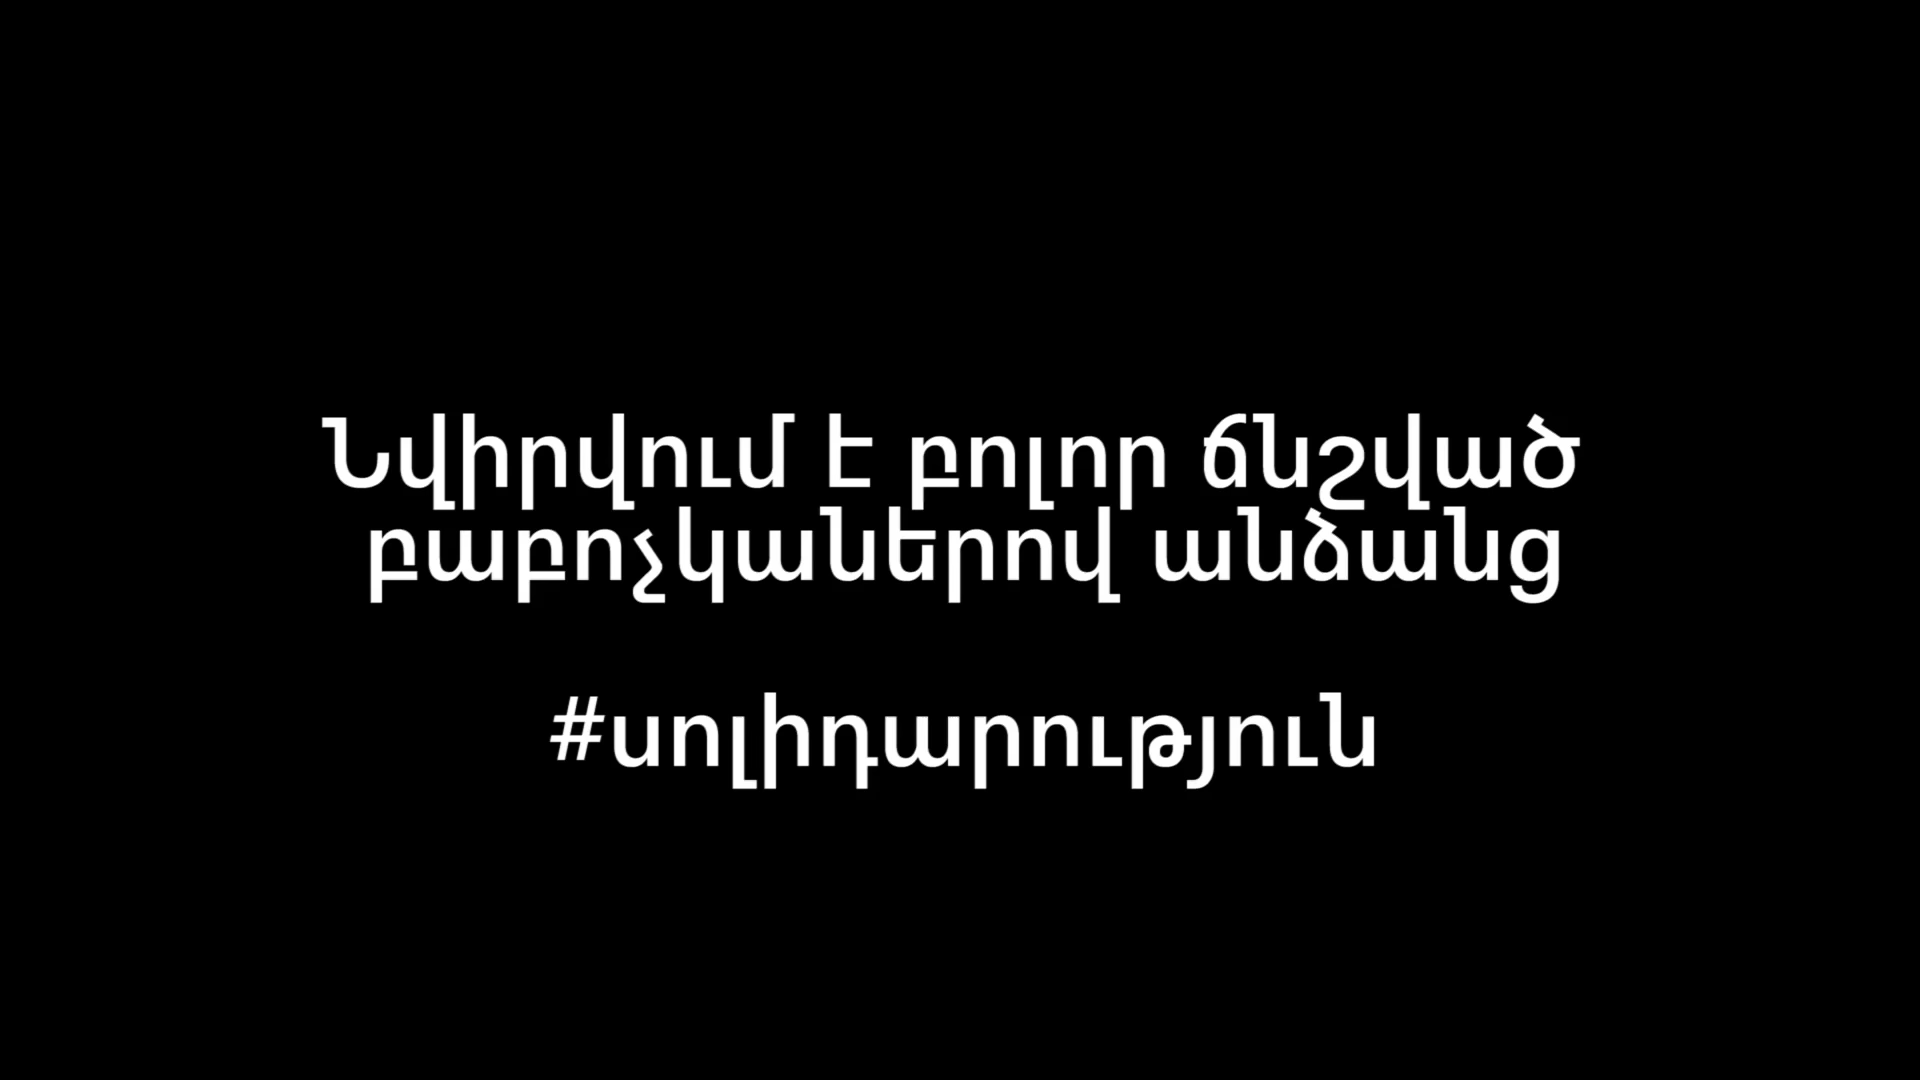 Նվիրվում է բոլոր ճնշված
բաբոչկաներով անձանց
#սոլիդարություն